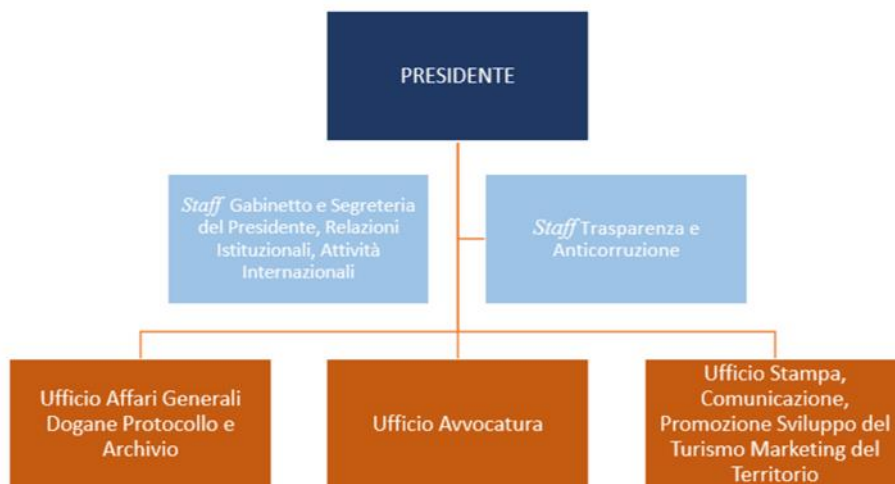 PRESIDENTE
Staff Gabinetto e Segreteria
del Presidente, Relazioni
Istituzionali, Attività
Internazionali
Staff Trasparenza e
Anticorruzione
Ufficio Affari Generali
Dogane Protocollo e
Archivio
Ufficio Avvocatura
Ufficio Stampa,
Comunicazione,
Promozione Sviluppo del
Turismo Marketing del
Territorio